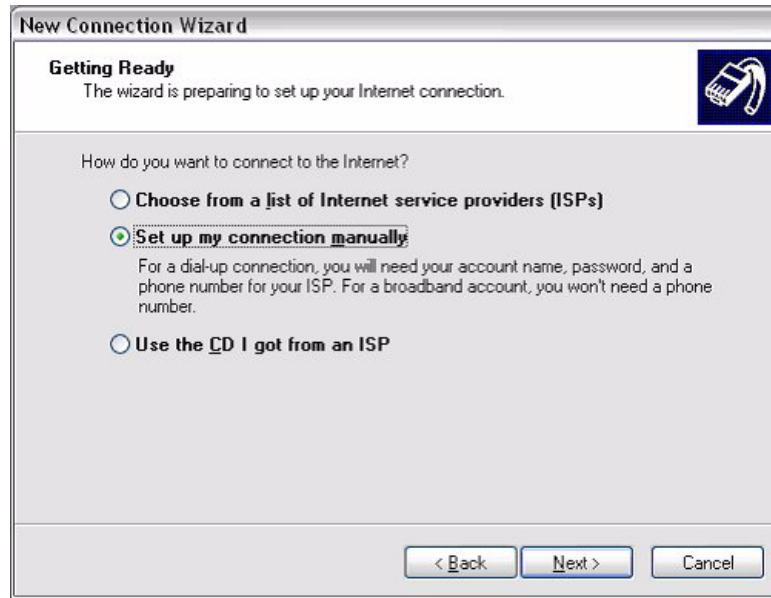 New Connection Wizard
Getting Ready
The wizard is preparing to set up your Internet connection.
How do you want to connect to the Internet?
Choose from a list of Internet service providers (ISPs)
Set up my connection manually
For a dial-up connection, you will need your account name, password, and a
phone number for your ISP. For a broadband account, you won't need a phone
number.
Use the CD I got from an ISP
< Back Next > Cancel